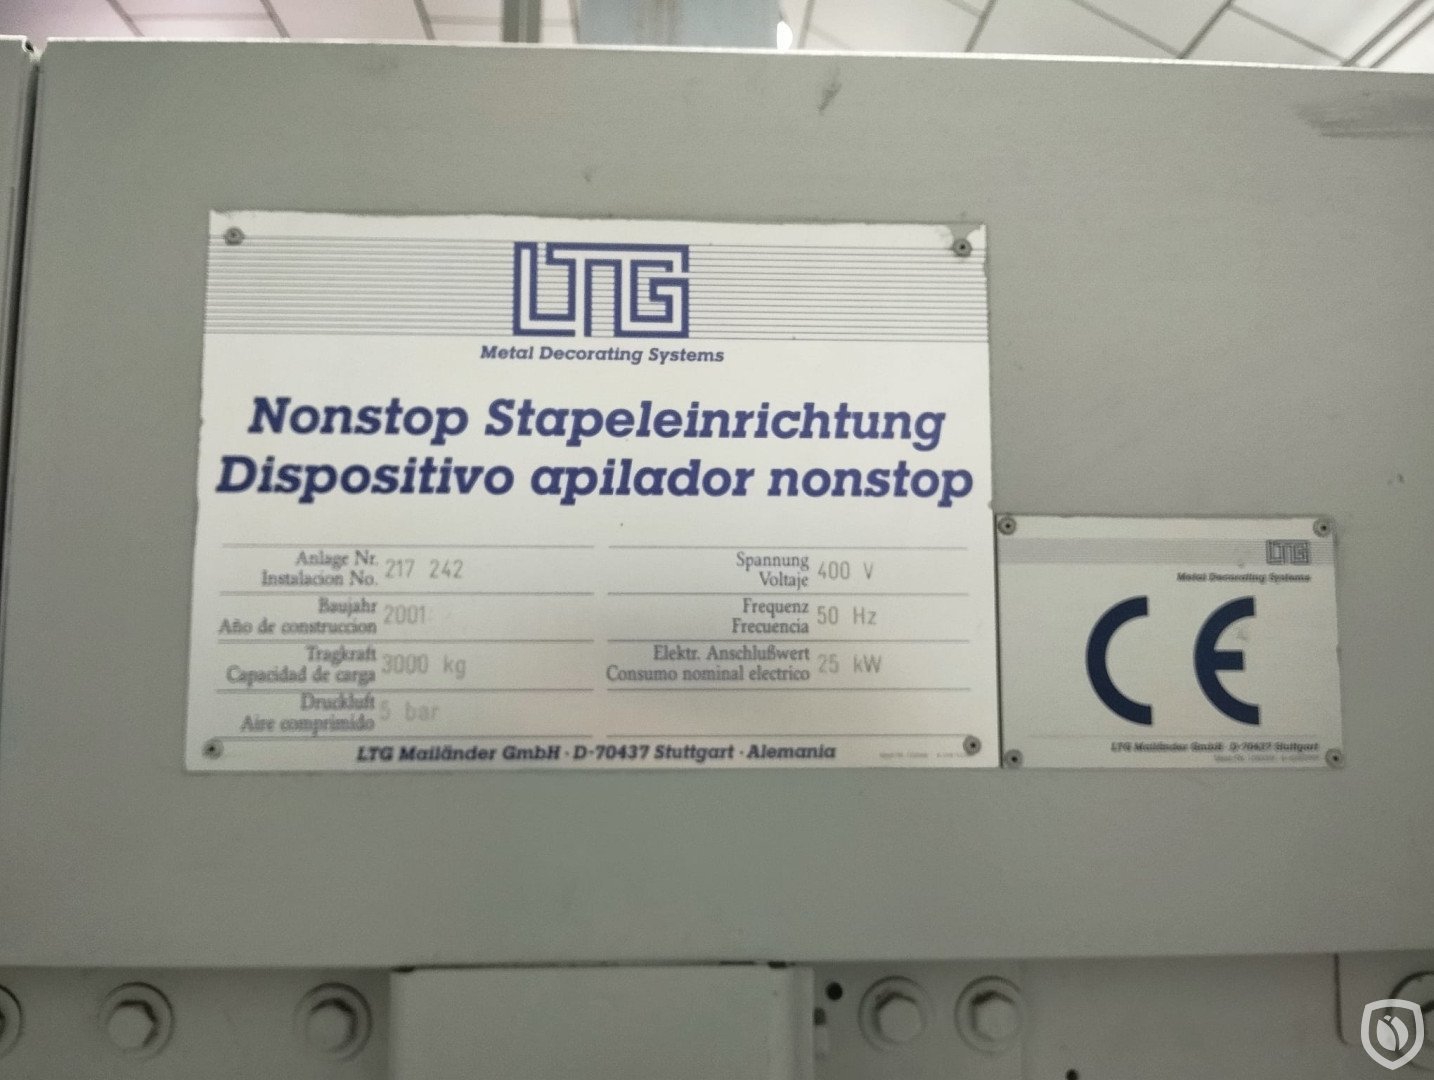 LTG
Metal Decorating Systems
Nonstop Stapeleinrichtung
Dispositivo apilador nonstop
Anlage Nr.
Instalacion No.
217 242
Spannung
Voltaje
400 V
Baujahr
Año de construccion
2001
Frequenz
Frecuencia
50 Hz
Tragkraft
Capacidad de carga
3000 kg
Elektr. Anschlußwert
Consumo nominal electrico
25 kW
Druckluft
Aire comprimido
5 bar
LTG Mailänder GmbH · D-70437 Stuttgart · Alemania
LTG
Metal Decorating Systems
CE
LTG Mailänder GmbH · D-70437 Stuttgart